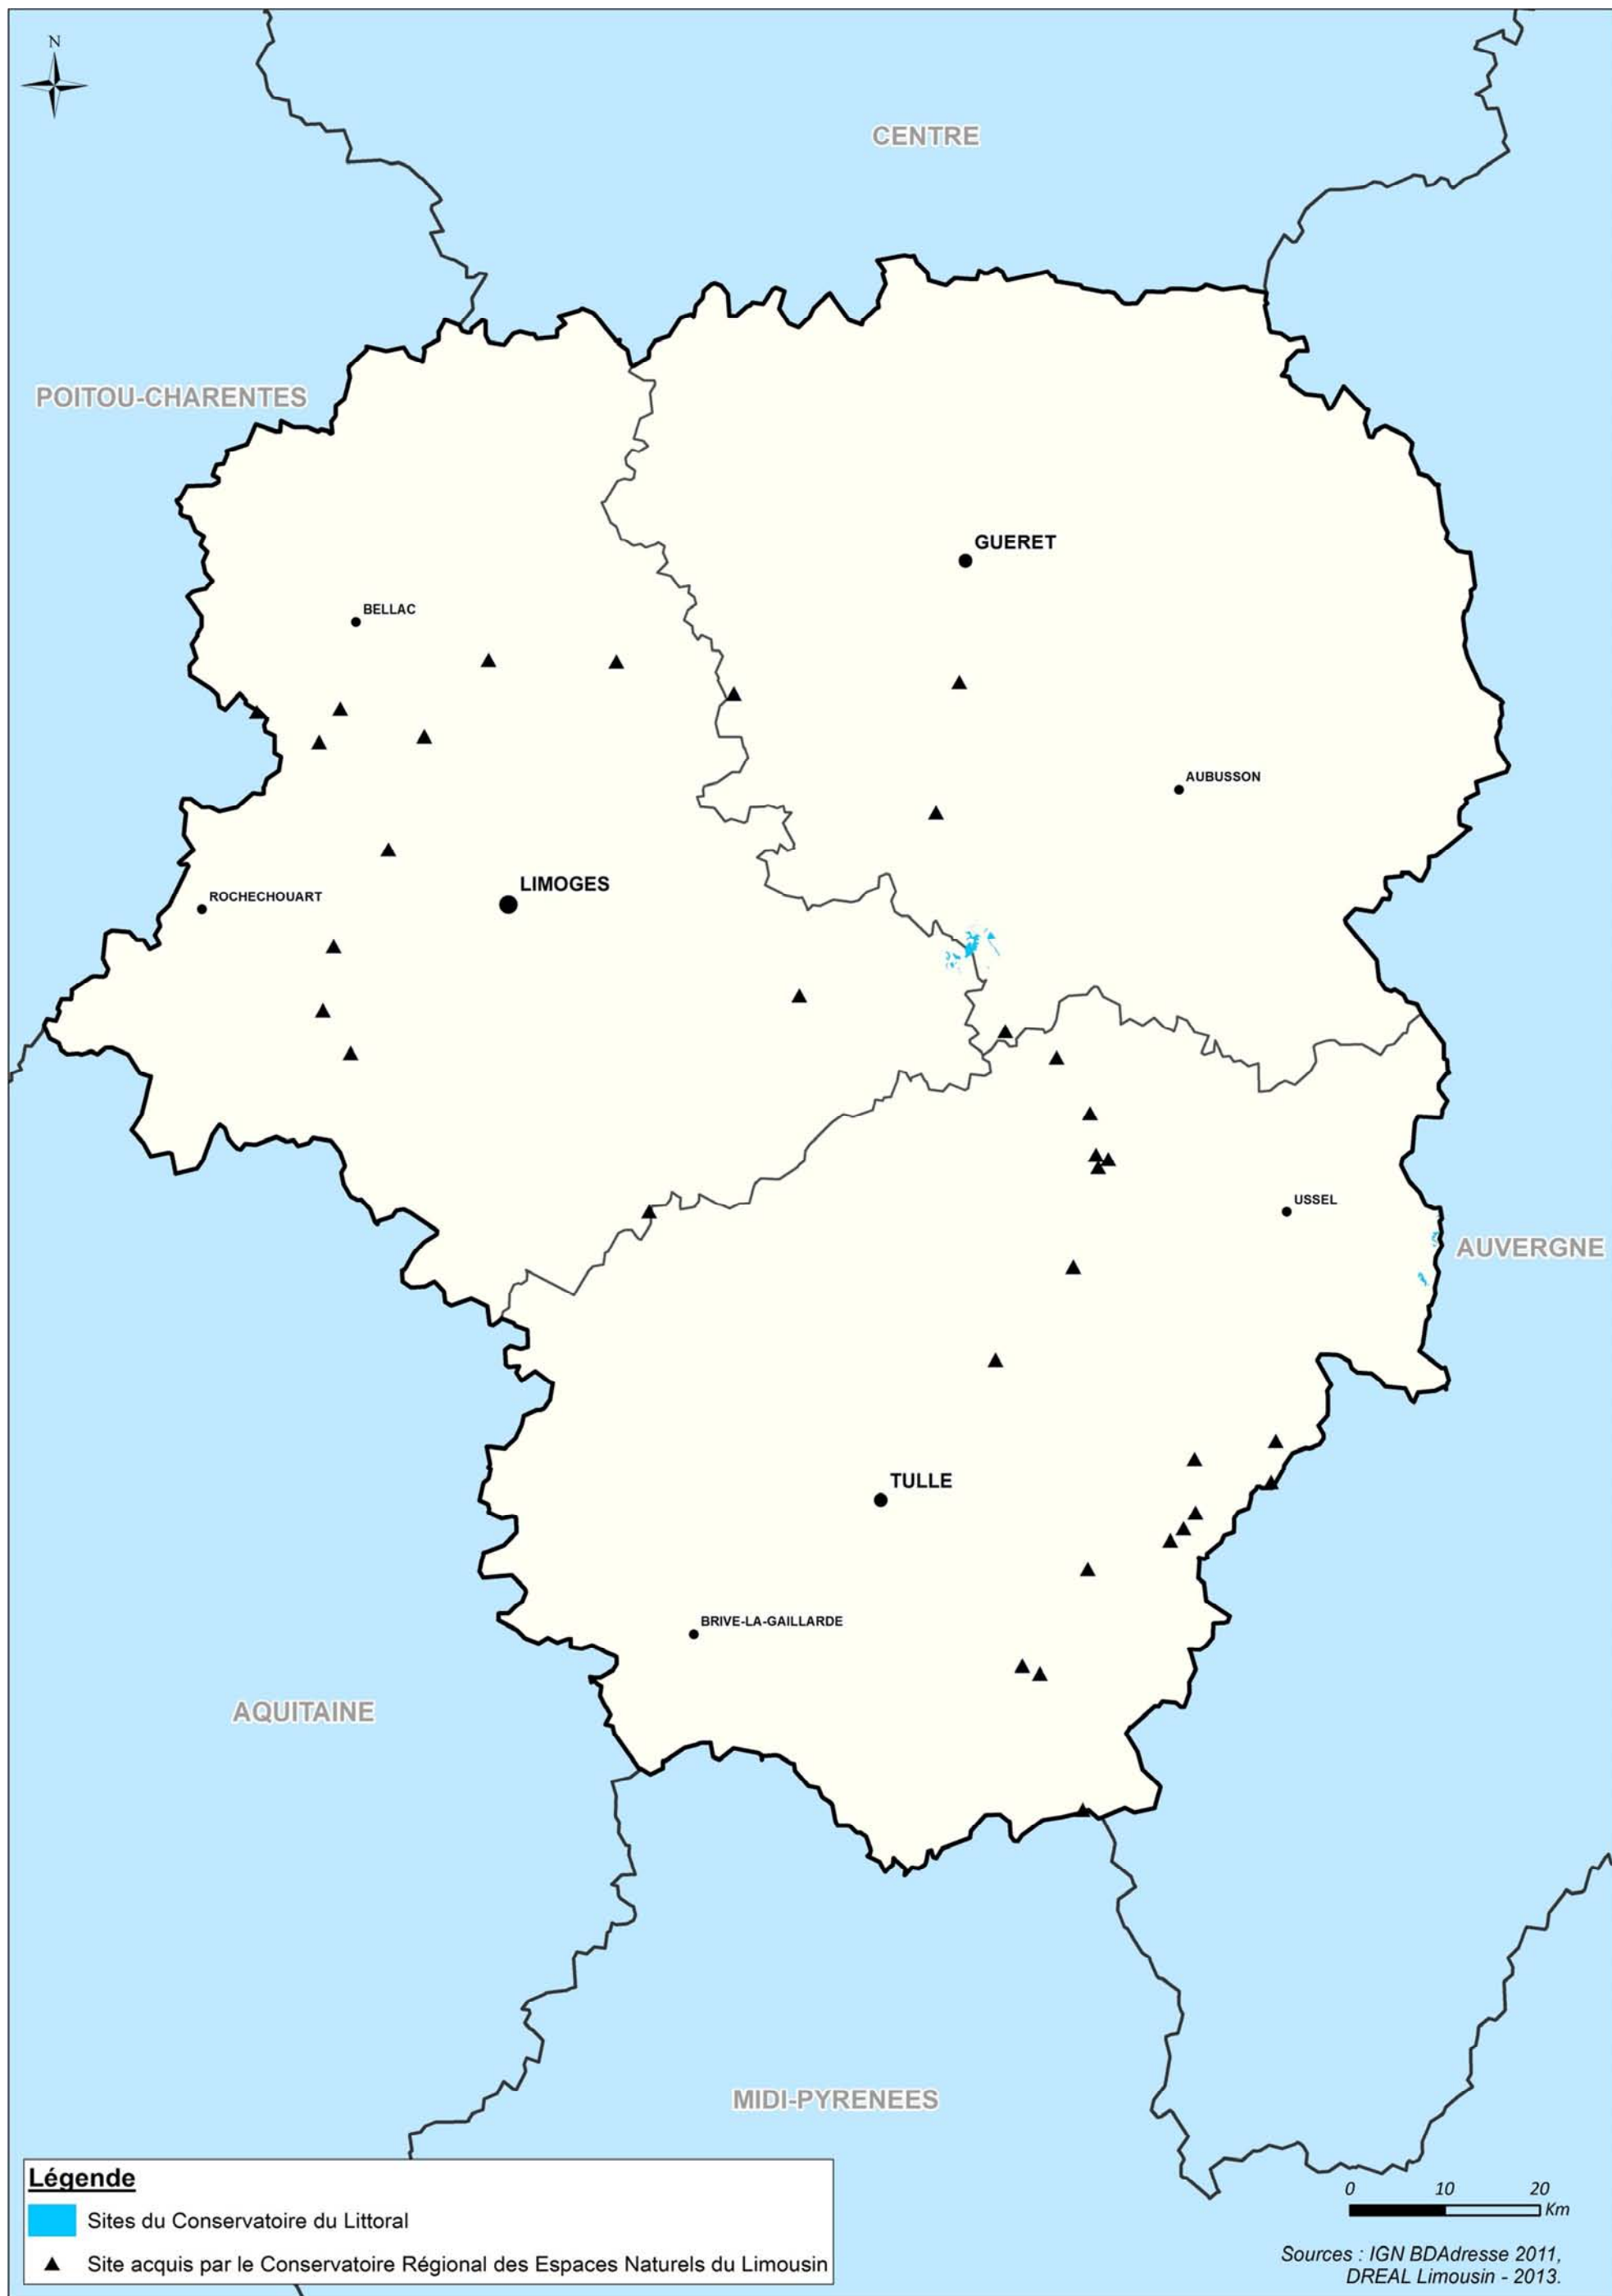 N
CENTRE
POITOU-CHARENTES
GUERET
BELLAC
AUBUSSON
LIMOGES
ROCHECHOUART
USSEL
AUVERGNE
TULLE
BRIVE-LA-GAILLARDE
AQUITAINE
MIDI-PYRENEES
Légende
Sites du Conservatoire du Littoral
Site acquis par le Conservatoire Régional des Espaces Naturels du Limousin
0 10 20
Km
Sources : IGN BDAdresse 2011,
DREAL Limousin - 2013.